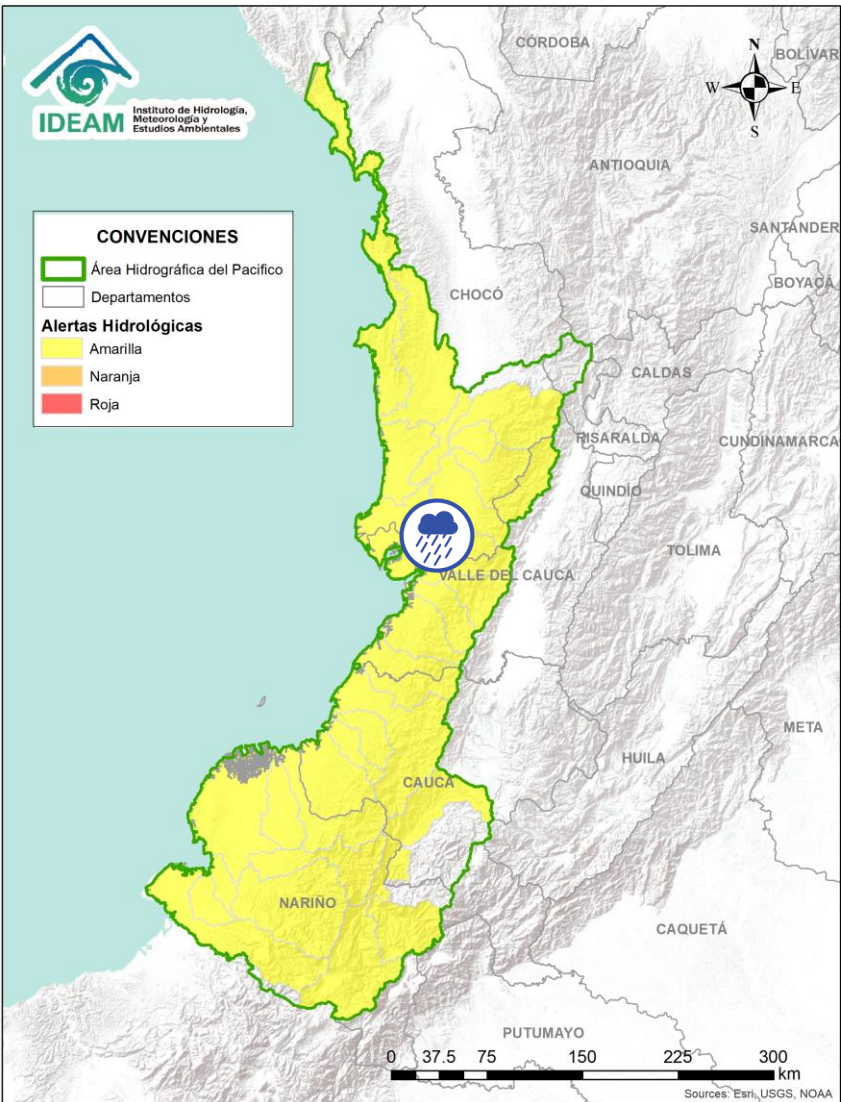 IDEAM
Instituto de Hidrología,
Meteorología y
Estudios Ambientales
CÓRDOBA
BOLÍVAR
N
W
E
S
ANTIOQUIA
SANTANDER
BOYACÁ
CONVENCIONES
Área Hidrográfica del Pacifico
Departamentos
Alertas Hidrológicas
Amarilla
Naranja
Roja
CHOCÓ
CALDAS
RISARALDA
CUNDINAMARCA
QUINDÍO
TOLIMA
VALLE DEL CAUCA
META
HUILA
CAUCA
NARIÑO
CAQUETÁ
PUTUMAYO
0 37.5 75 150 225 300
km
Sources: Esri, USGS, NOAA